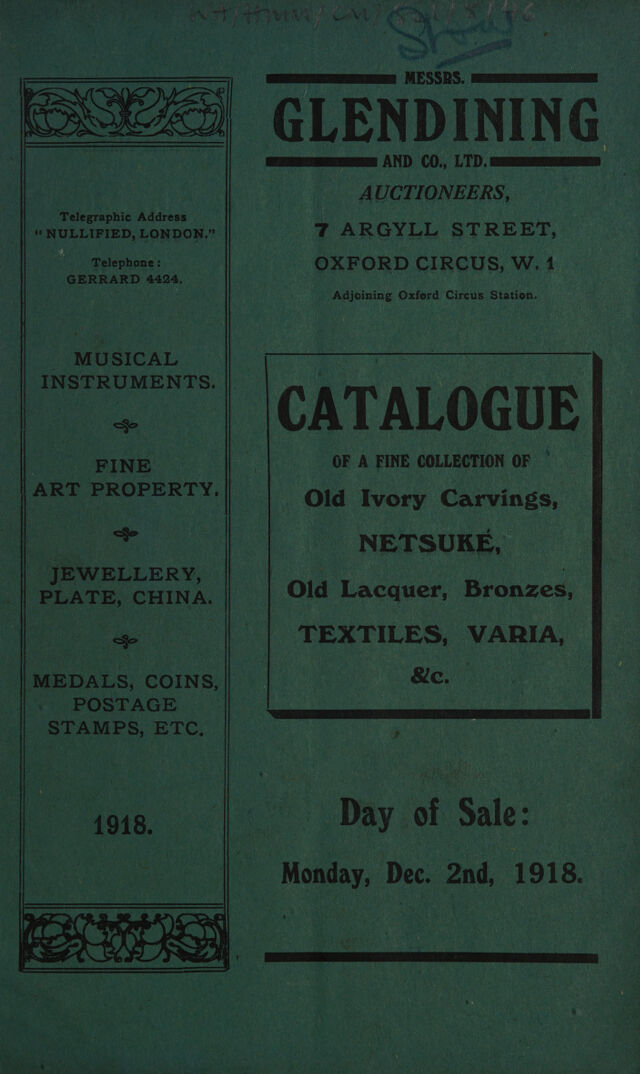 Stow
MESSRS.
GLENDINING
AND CO., LTD.
AUCTIONEERS,
7 ARGYLL STREET,
OXFORD CIRCUS, W. 1
Adjoining Oxford Circus Station.
Telegraphic Address
"NULLIFIED, LONDON."
Telephone:
GERRARD 4424.
MUSICAL
INSTRUMENTS.
FINE
ART PROPERTY.
JEWELLERY,
PLATE, CHINA.
MEDALS, COINS,
POSTAGE
STAMPS, ETC.
1918.
CATALOGUE
OF A FINE COLLECTION OF
Old Ivory Carvings,
NETSUKÉ,
Old Lacquer, Bronzes,
TEXTILES, VARIA,
&c.
Day of Sale:
Monday, Dec. 2nd, 1918.